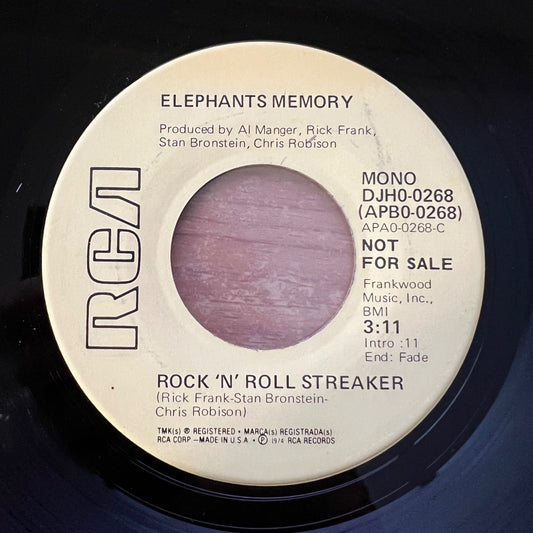 ELEPHANTS MEMORY
Produced by Al Manger, Rick Frank,
Stan Bronstein, Chris Robison
RCA
MONO
DJH0-0268
(APB0-0268)
APA0-0268-C
NOT
FOR SALE
Frankwood
Music, Inc.,
BMI
3:11
Intro :11
End: Fade
ROCK 'N' ROLL STREAKER
(Rick Frank-Stan Bronstein-
Chris Robison)
TMK(s) ® REGISTERED • MARCA(s) REGISTRADA(s)
RCA CORP —MADE IN U.S.A • ℗ 1974 RCA RECORDS